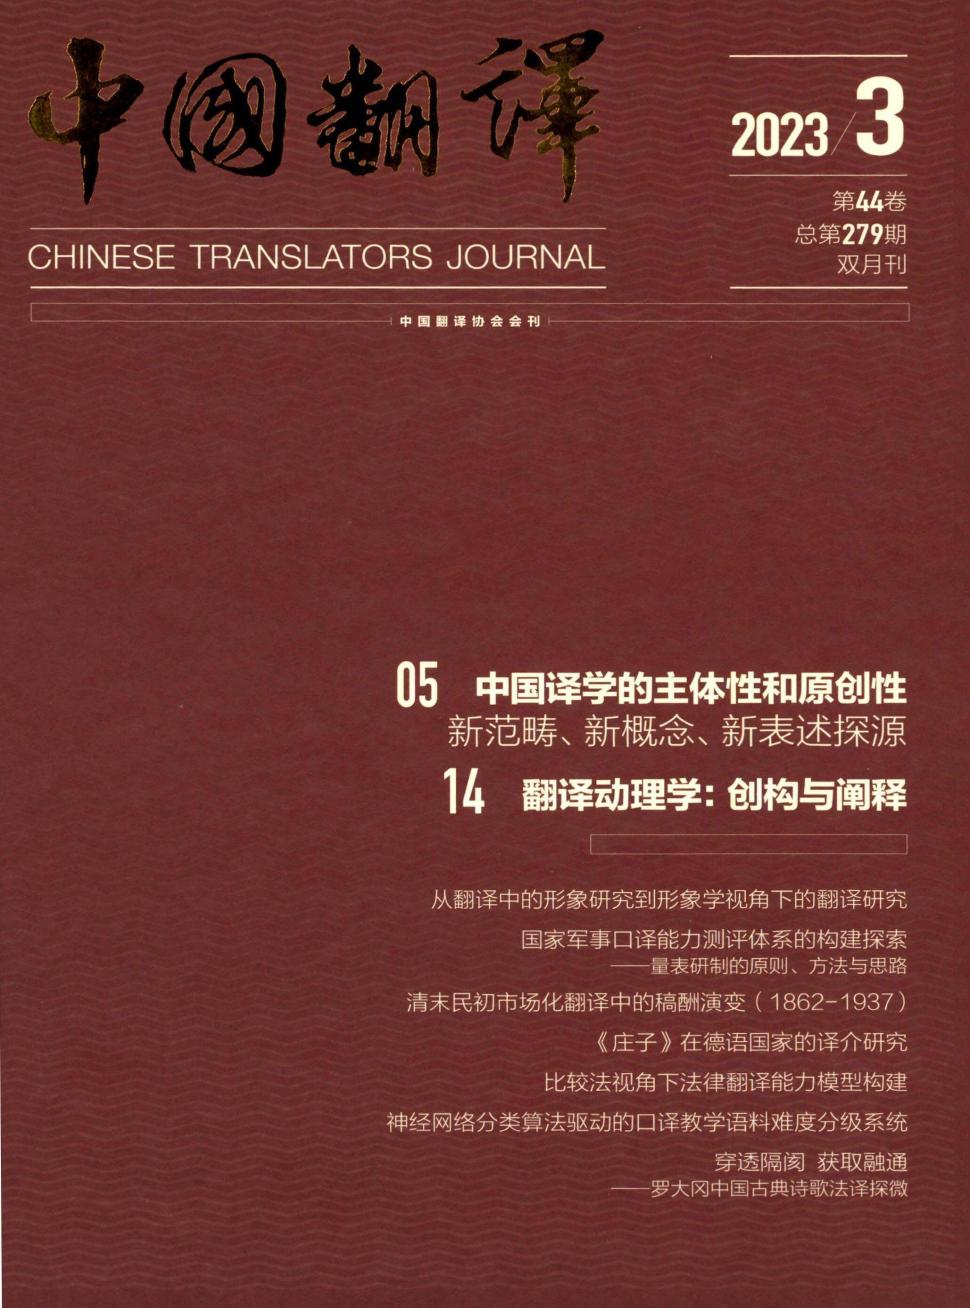 中國翻譯
CHINESE TRANSLATORS JOURNAL
2023/3
第44卷
总第279期
双月刊
中国翻译协会会刊
05 中国译学的主体性和原创性
新范畴、新概念、新表述探源
14 翻译动理学：创构与阐释
从翻译中的形象研究到形象学视角下的翻译研究
国家军事口译能力测评体系的构建探索
——量表研制的原则、方法与思路
清末民初市场化翻译中的稿酬演变（1862-1937）
《庄子》在德语国家的译介研究
比较法视角下法律翻译能力模型构建
神经网络分类算法驱动的口译教学语料难度分级系统
穿透隔阂 获取融通
——罗大冈中国古典诗歌法译探微